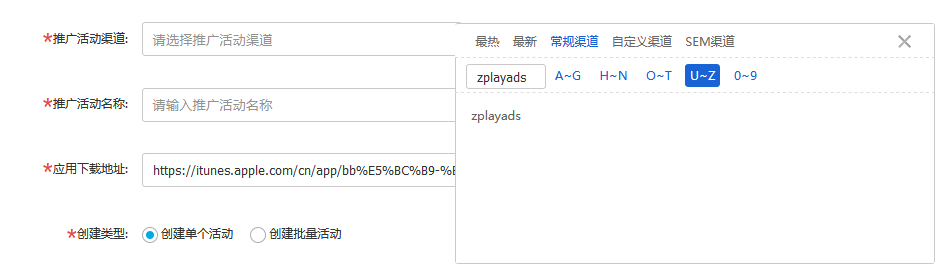 *推广活动渠道: 请选择推广活动渠道
最热 最新 常规渠道 自定义渠道 SEM渠道
zplayads A~G H~N O~T U~Z 0~9
zplayads
*推广活动名称: 请输入推广活动名称
*应用下载地址: https://itunes.apple.com/cn/app/bb%E5%BC%B9-%E
*创建类型: 创建单个活动 创建批量活动